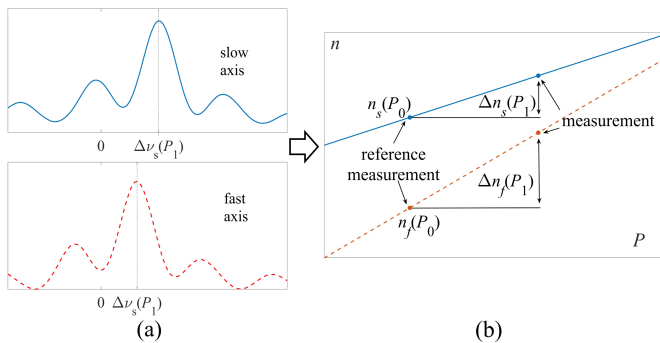 slow
axis
0 Δν_s(P_1)
fast
axis
0 Δν_s(P_1)
(a)
n
n_s(P_0)
Δn_s(P_1)
measurement
reference
measurement
Δn_f(P_1)
n_f(P_0)
P
(b)